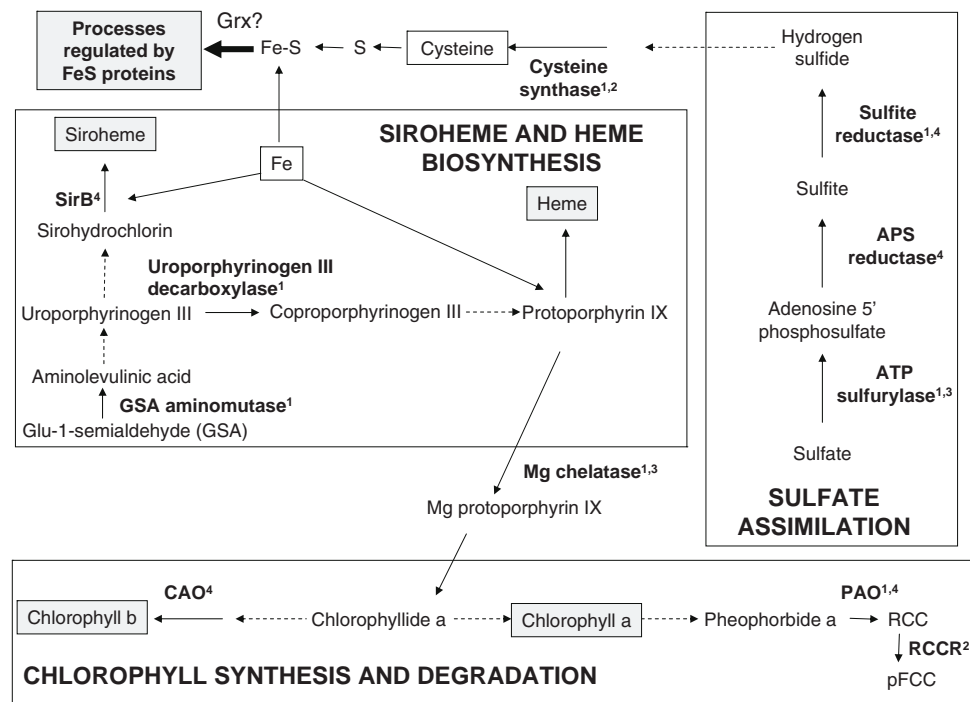 Processes
regulated by
FeS proteins
Grx?
Fe-S
S
Cysteine
Cysteine
synthase¹,²
Hydrogen
sulfide
Sulfite
reductase¹,⁴
Sulfite
APS
reductase⁴
Adenosine 5’
phosphosulfate
ATP
sulfurylase¹,³
Sulfate
SULFATE
ASSIMILATION
SIROHEME AND HEME
BIOSYNTHESIS
Siroheme
Fe
Heme
SirB⁴
Sirohydrochlorin
Uroporphyrinogen III
decarboxylase¹
Uroporphyrinogen III
Coproporphyrinogen III
Protoporphyrin IX
Aminolevulinic acid
GSA aminomutase¹
Glu-1-semialdehyde (GSA)
Mg chelatase¹,³
Mg protoporphyrin IX
CAO⁴
PAO¹,⁴
Chlorophyll b
Chlorophyllide a
Chlorophyll a
Pheophorbide a
RCC
RCCR²
pFCC
CHLOROPHYLL SYNTHESIS AND DEGRADATION